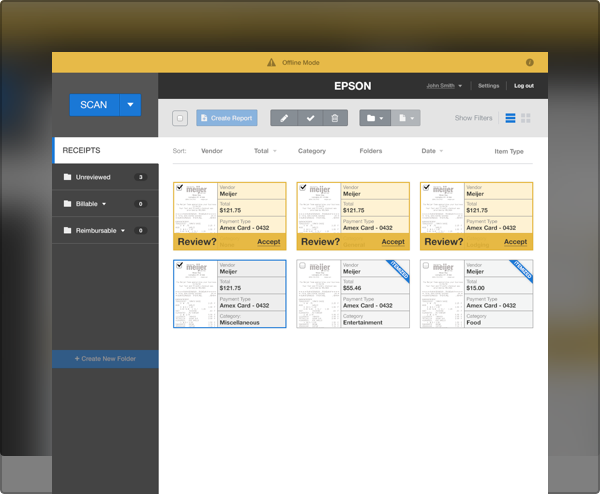 Offline Mode
EPSON
John Smith
Settings
Log out
SCAN
Create Report
Show Filters
RECEIPTS
Sort:
Vendor
Total
Category
Folders
Date
Item Type
Unreviewed 3
Billable 0
Reimbursable 0
+ Create New Folder
meijer
Vendor
Meijer
Total
$121.75
Payment Type
Amex Card - 0432
Review? Accept
meijer
Vendor
Meijer
Total
$121.75
Payment Type
Amex Card - 0432
Review? Accept
meijer
Vendor
Meijer
Total
$121.75
Payment Type
Amex Card - 0432
Review? Accept
meijer
Vendor
Meijer
Total
$121.75
Payment Type
Amex Card - 0432
Category
Miscellaneous
meijer
Vendor
Meijer
Total
$55.46
Payment Type
Amex Card - 0432
Category
Entertainment
ITEMIZED
meijer
Vendor
Meijer
Total
$15.00
Payment Type
Amex Card - 0432
Category
Food
ITEMIZED